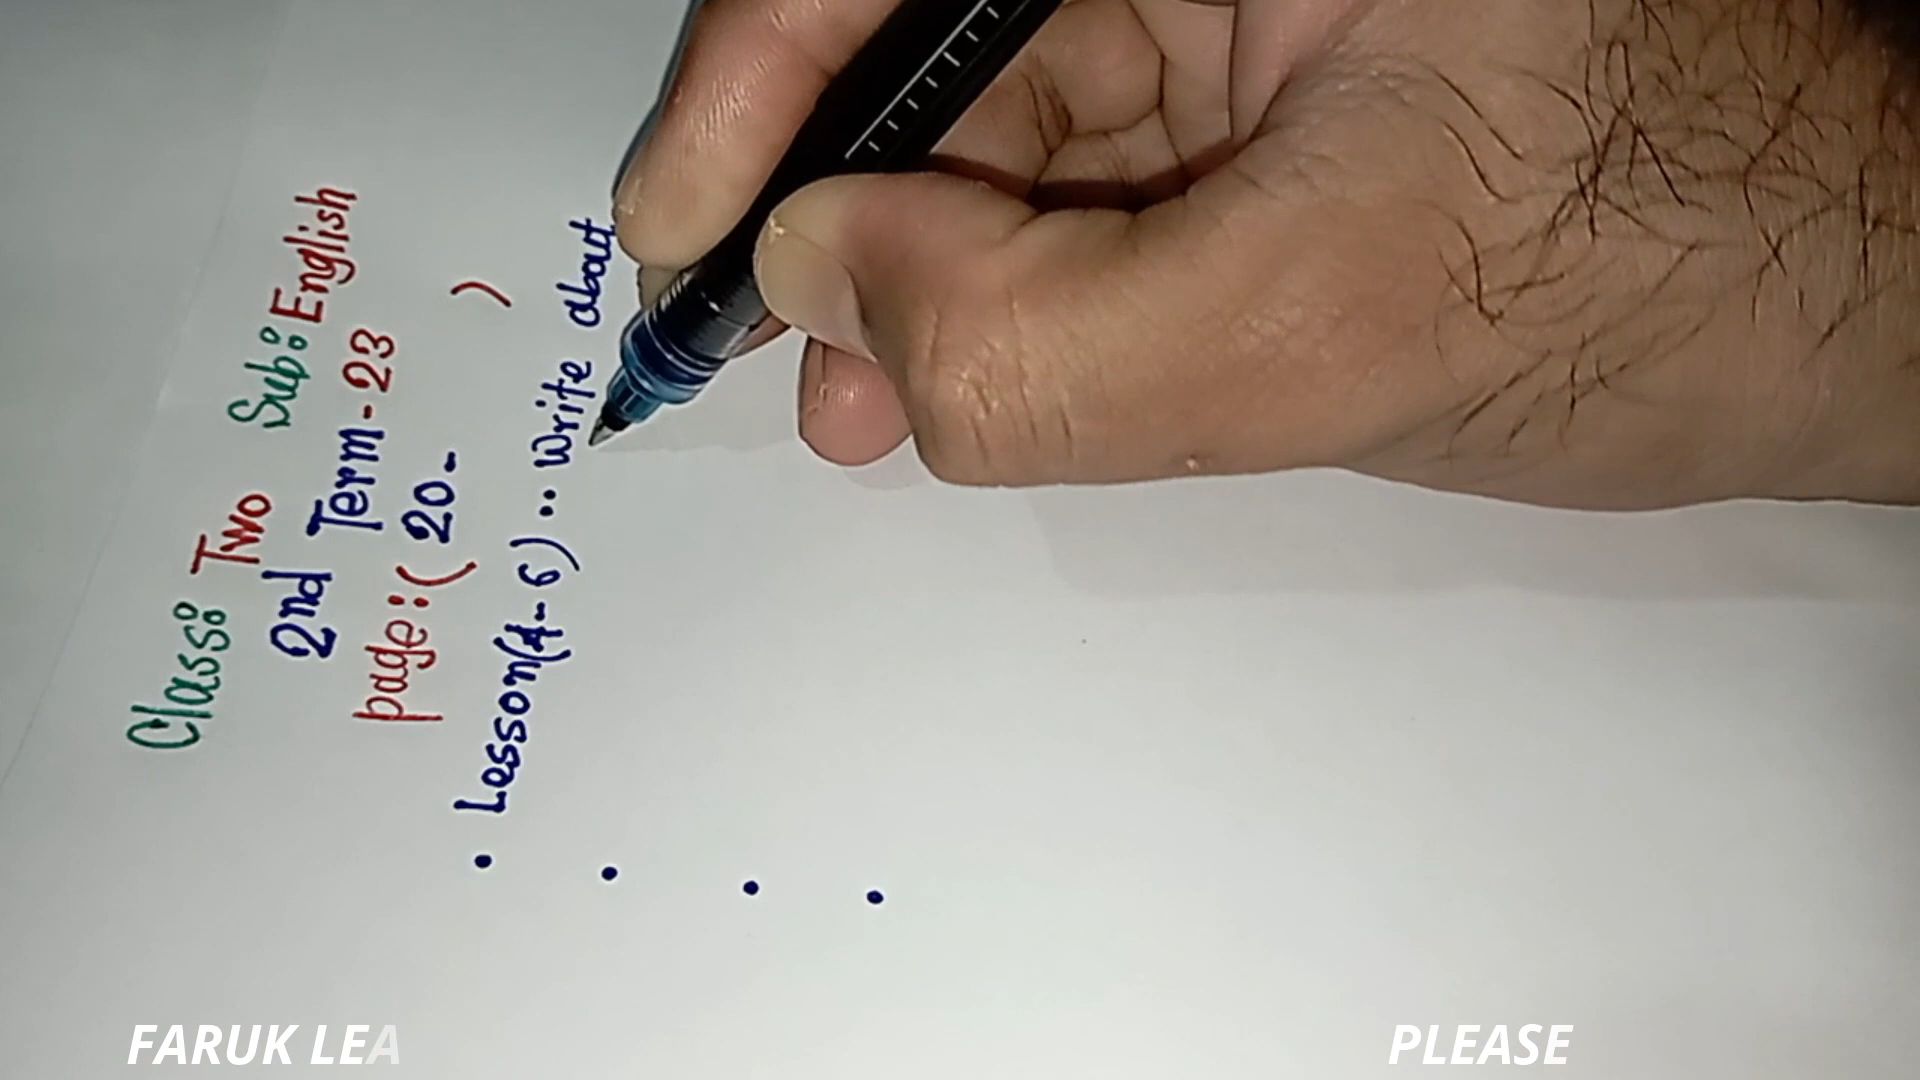 Class: Two Sub: English
2nd Term-23
page: ( 20- )
• Lesson(4-6) .. Write about
•
•
•
FARUK LEA
PLEASE